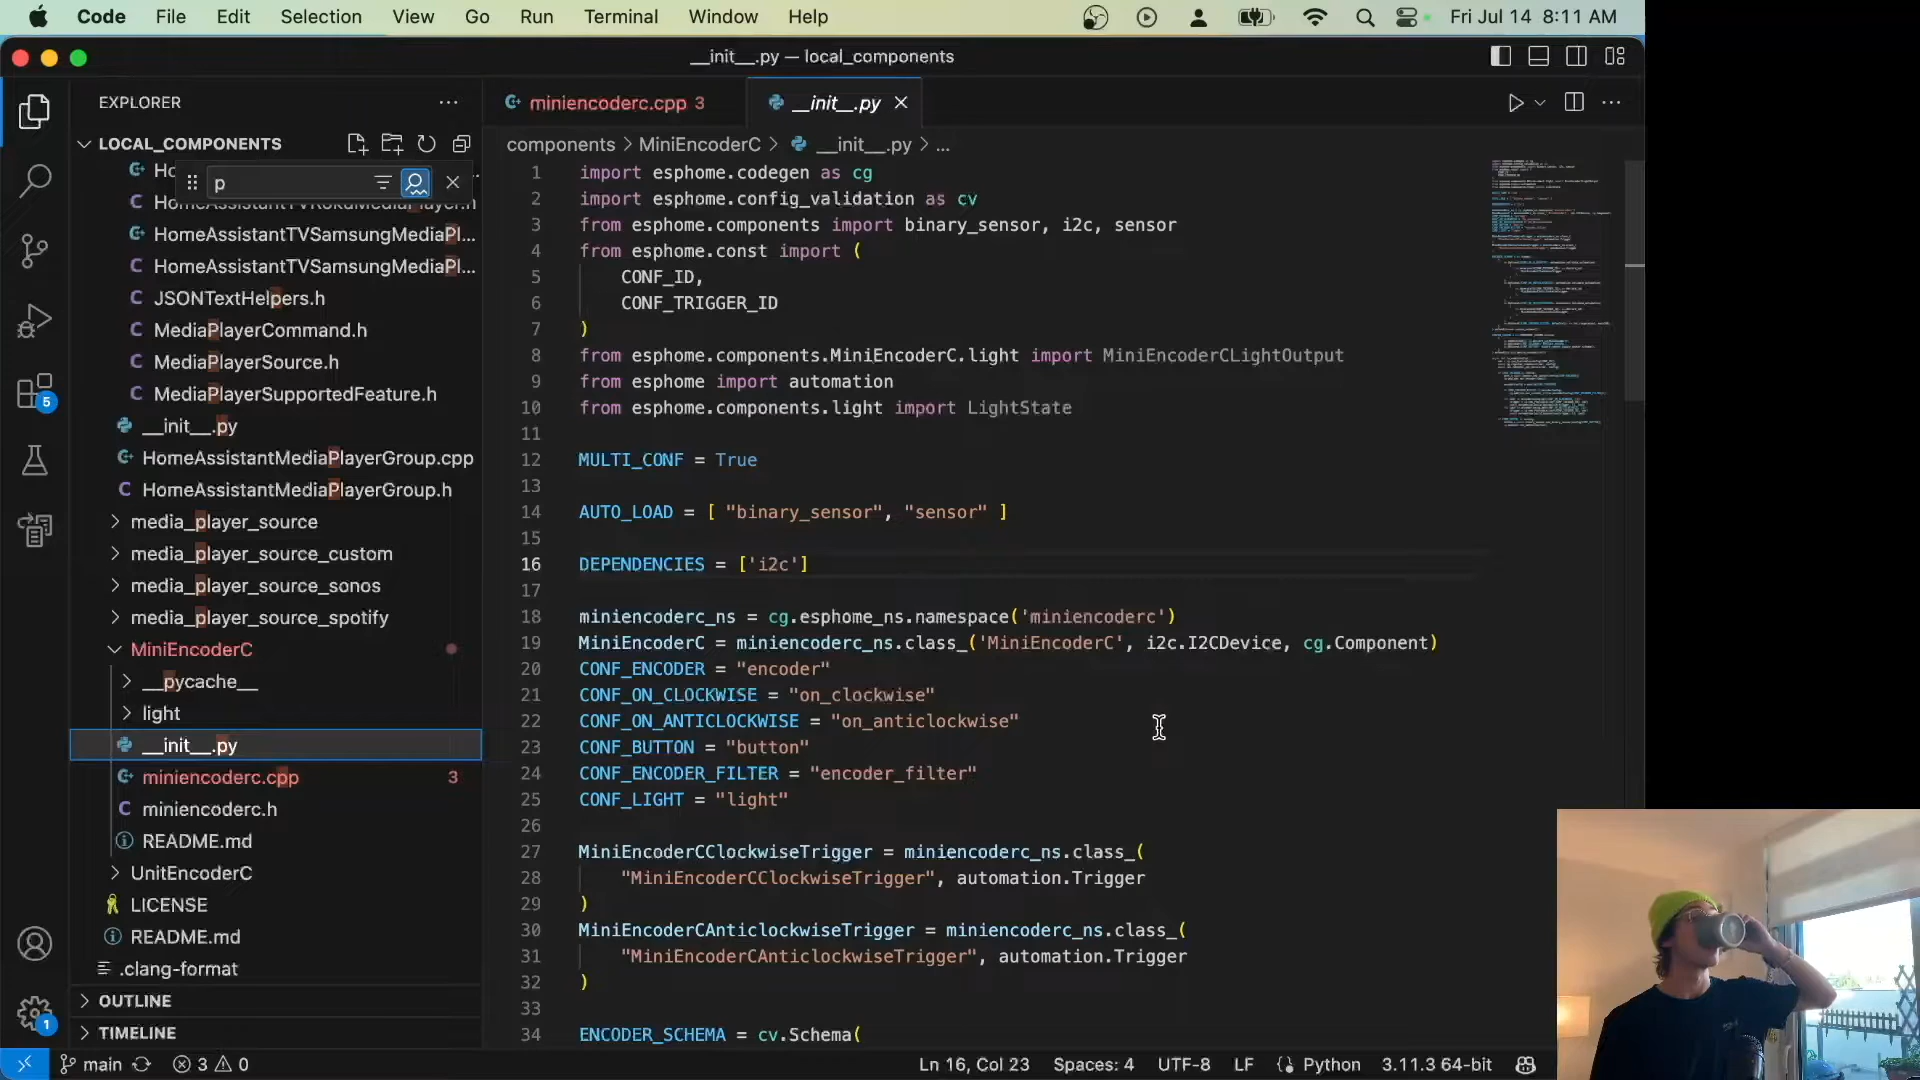 Code File Edit Selection View Go Run Terminal Window Help Fri Jul 14 8:11 AM
__init__.py — local_components
EXPLORER
miniencoderc.cpp 3
__init__.py
LOCAL_COMPONENTS
components > MiniEncoderC > __init__.py > ...
p
HomeAssistantTVSamsungMediaPl...
HomeAssistantTVSamsungMediaPl...
JSONTextHelpers.h
MediaPlayerCommand.h
MediaPlayerSource.h
MediaPlayerSupportedFeature.h
__init__.py
HomeAssistantMediaPlayerGroup.cpp
HomeAssistantMediaPlayerGroup.h
media_player_source
media_player_source_custom
media_player_source_sonos
media_player_source_spotify
MiniEncoderC
__pycache__
light
__init__.py
miniencoderc.cpp 3
miniencoderc.h
README.md
UnitEncoderC
LICENSE
README.md
.clang-format
OUTLINE
TIMELINE
5
1
1 import esphome.codegen as cg
2 import esphome.config_validation as cv
3 from esphome.components import binary_sensor, i2c, sensor
4 from esphome.const import (
5 CONF_ID,
6 CONF_TRIGGER_ID
7 )
8 from esphome.components.MiniEncoderC.light import MiniEncoderCLightOutput
9 from esphome import automation
10 from esphome.components.light import LightState
11
12 MULTI_CONF = True
13
14 AUTO_LOAD = [ "binary_sensor", "sensor" ]
15
16 DEPENDENCIES = ['i2c']
17
18 miniencoderc_ns = cg.esphome_ns.namespace('miniencoderc')
19 MiniEncoderC = miniencoderc_ns.class_('MiniEncoderC', i2c.I2CDevice, cg.Component)
20 CONF_ENCODER = "encoder"
21 CONF_ON_CLOCKWISE = "on_clockwise"
22 CONF_ON_ANTICLOCKWISE = "on_anticlockwise"
23 CONF_BUTTON = "button"
24 CONF_ENCODER_FILTER = "encoder_filter"
25 CONF_LIGHT = "light"
26
27 MiniEncoderCClockwiseTrigger = miniencoderc_ns.class_(
28 "MiniEncoderCClockwiseTrigger", automation.Trigger
29 )
30 MiniEncoderCAnticlockwiseTrigger = miniencoderc_ns.class_(
31 "MiniEncoderCAnticlockwiseTrigger", automation.Trigger
32 )
33
34 ENCODER_SCHEMA = cv.Schema(
main 3 0 Ln 16, Col 23 Spaces: 4 UTF-8 LF Python 3.11.3 64-bit